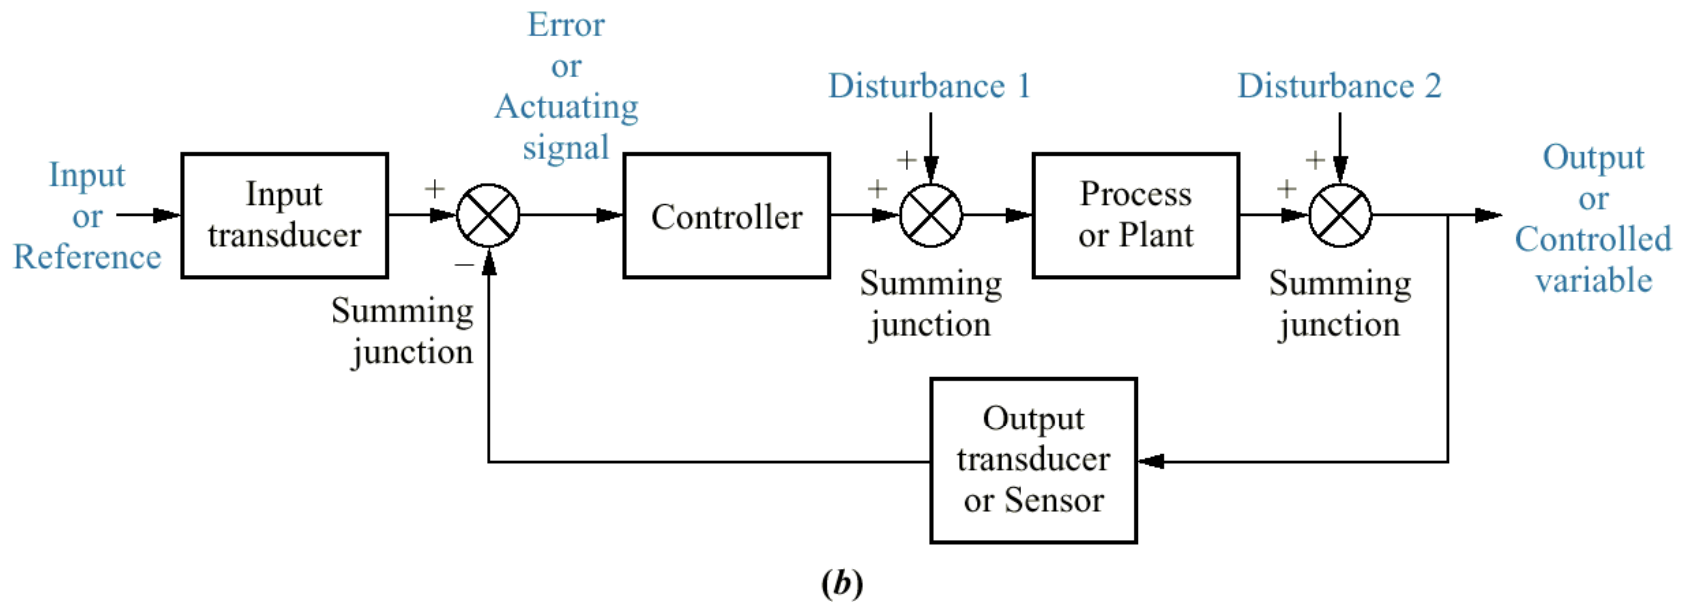 Input
or
Reference
Input
transducer
+
−
Summing
junction
Error
or
Actuating
signal
Controller
Disturbance 1
+
+
Summing
junction
Process
or Plant
Disturbance 2
+
+
Summing
junction
Output
or
Controlled
variable
Output
transducer
or Sensor
(b)